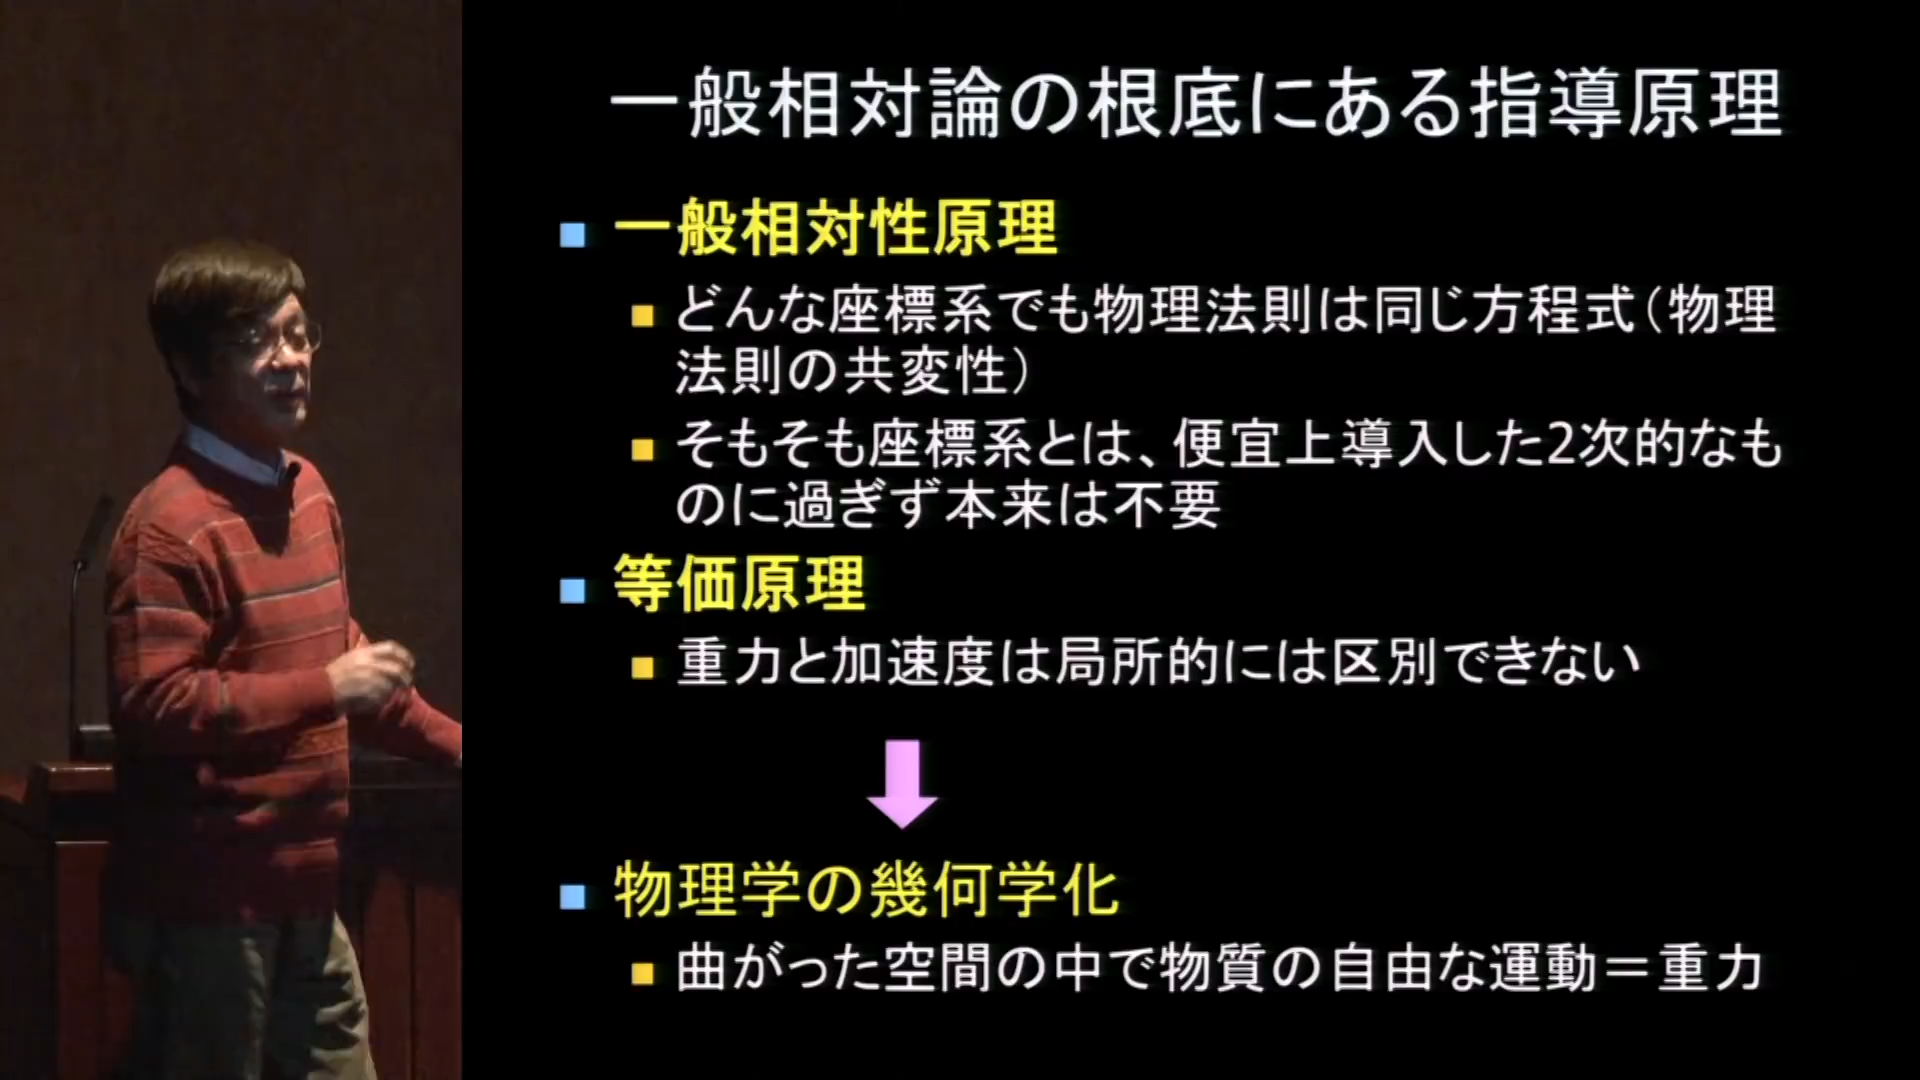 一般相対論の根底にある指導原理
一般相対性原理
どんな座標系でも物理法則は同じ方程式（物理
法則の共変性）
そもそも座標系とは、便宜上導入した2次的なも
のに過ぎず本来は不要
等価原理
重力と加速度は局所的には区別できない
物理学の幾何学化
曲がった空間の中で物質の自由な運動＝重力